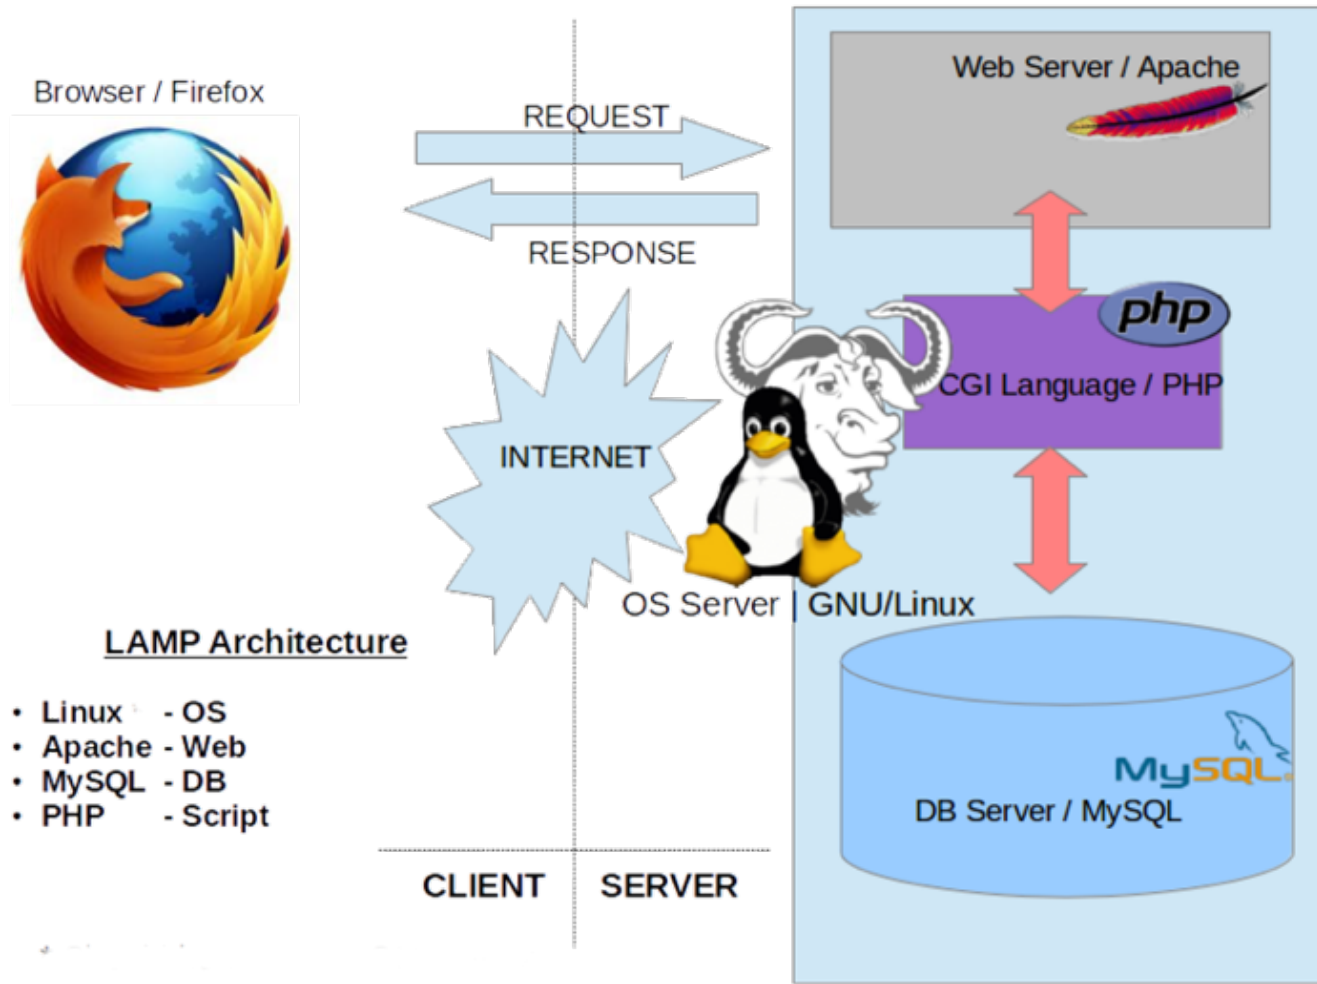 Browser / Firefox
REQUEST
RESPONSE
Web Server / Apache
php
CGI Language / PHP
INTERNET
OS Server | GNU/Linux
MySQL
DB Server / MySQL
LAMP Architecture
• Linux - OS
• Apache - Web
• MySQL - DB
• PHP - Script
CLIENT
SERVER